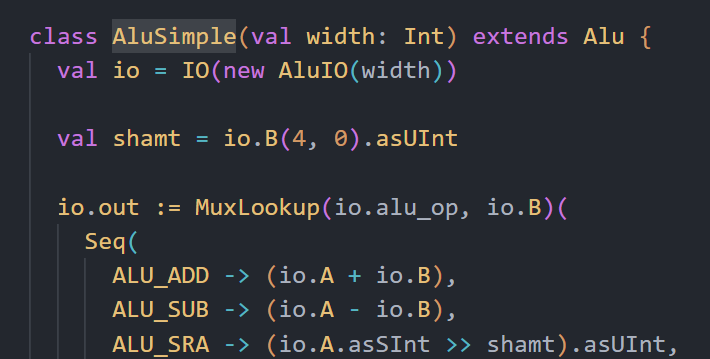 class AluSimple(val width: Int) extends Alu {
val io = IO(new AluIO(width))
val shamt = io.B(4, 0).asUInt
io.out := MuxLookup(io.alu_op, io.B)(
Seq(
ALU_ADD -> (io.A + io.B),
ALU_SUB -> (io.A - io.B),
ALU_SRA -> (io.A.asSInt >> shamt).asUInt,